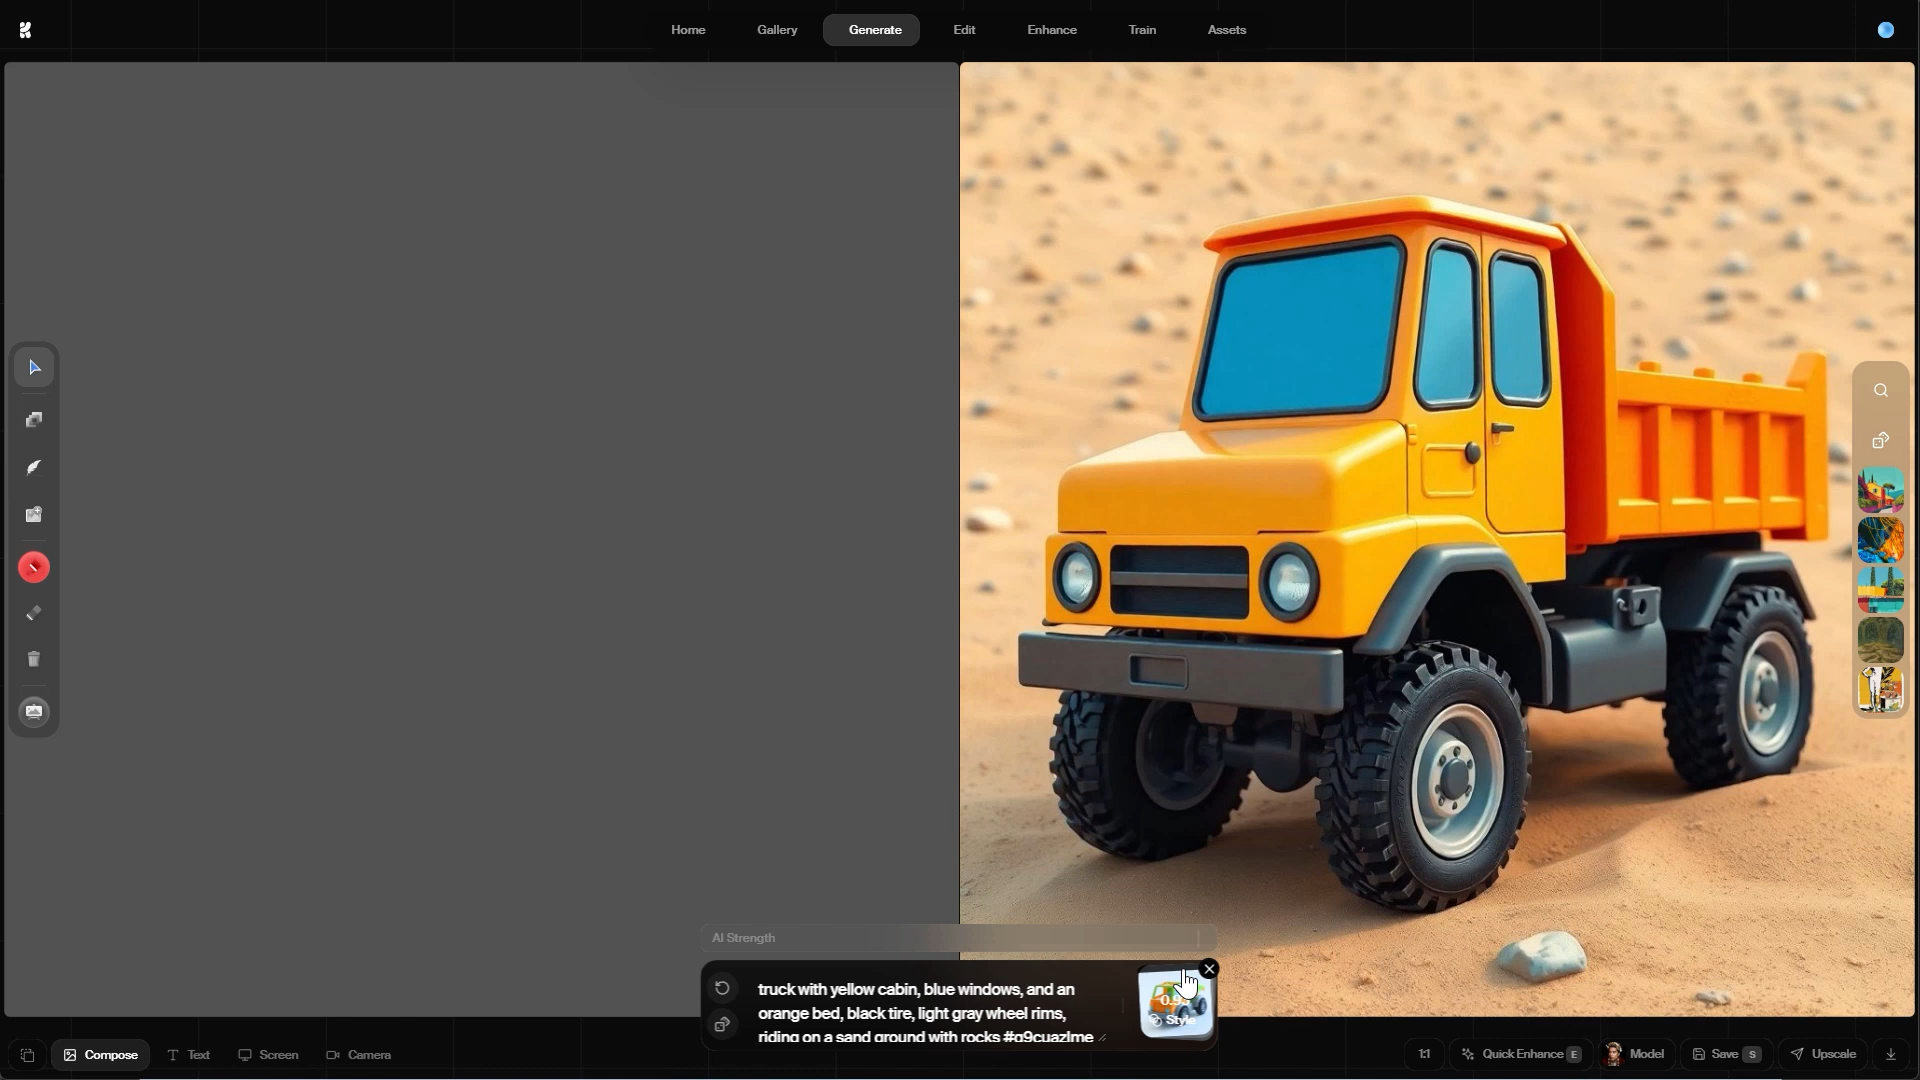 Home
Gallery
Generate
Edit
Enhance
Train
Assets
AI Strength
truck with yellow cabin, blue windows, and an
orange bed, black tire, light gray wheel rims,
riding on a sand ground with rocks #g9cuazlme
Style
Compose
Text
Screen
Camera
1:1
Quick Enhance E
Model
Save S
Upscale